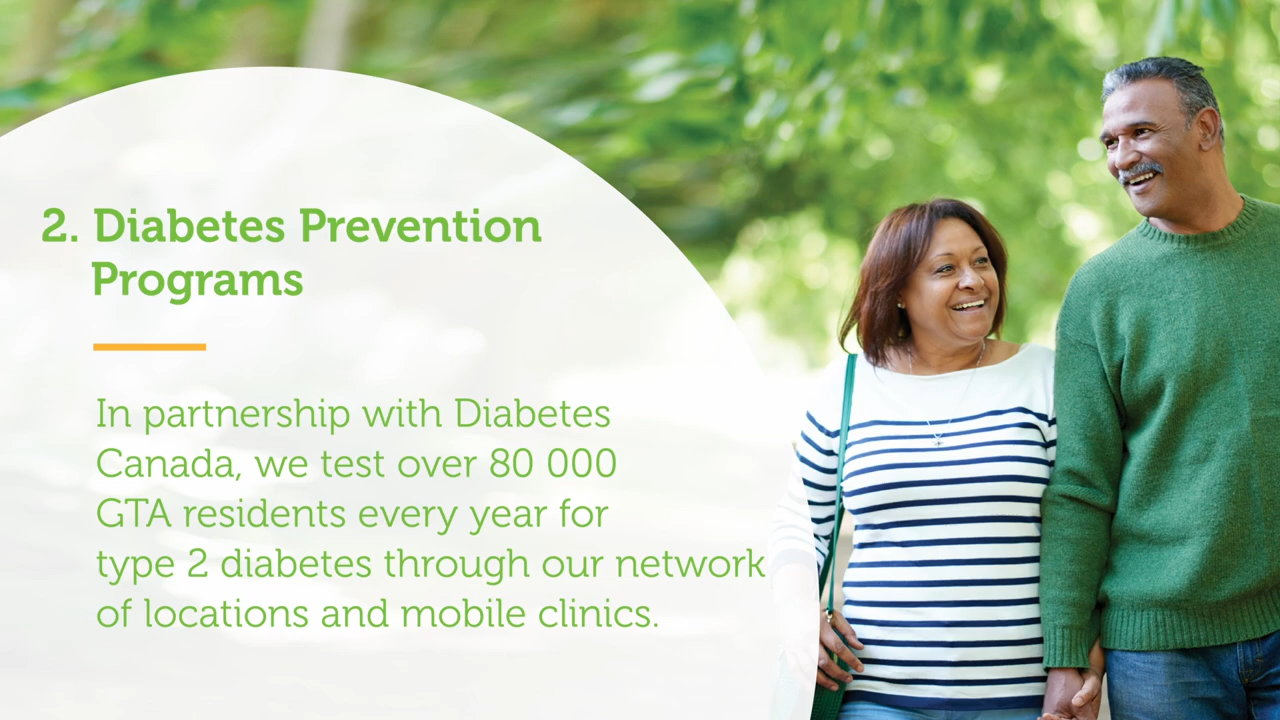 2. Diabetes Prevention
Programs
In partnership with Diabetes
Canada, we test over 80 000
GTA residents every year for
type 2 diabetes through our network
of locations and mobile clinics.